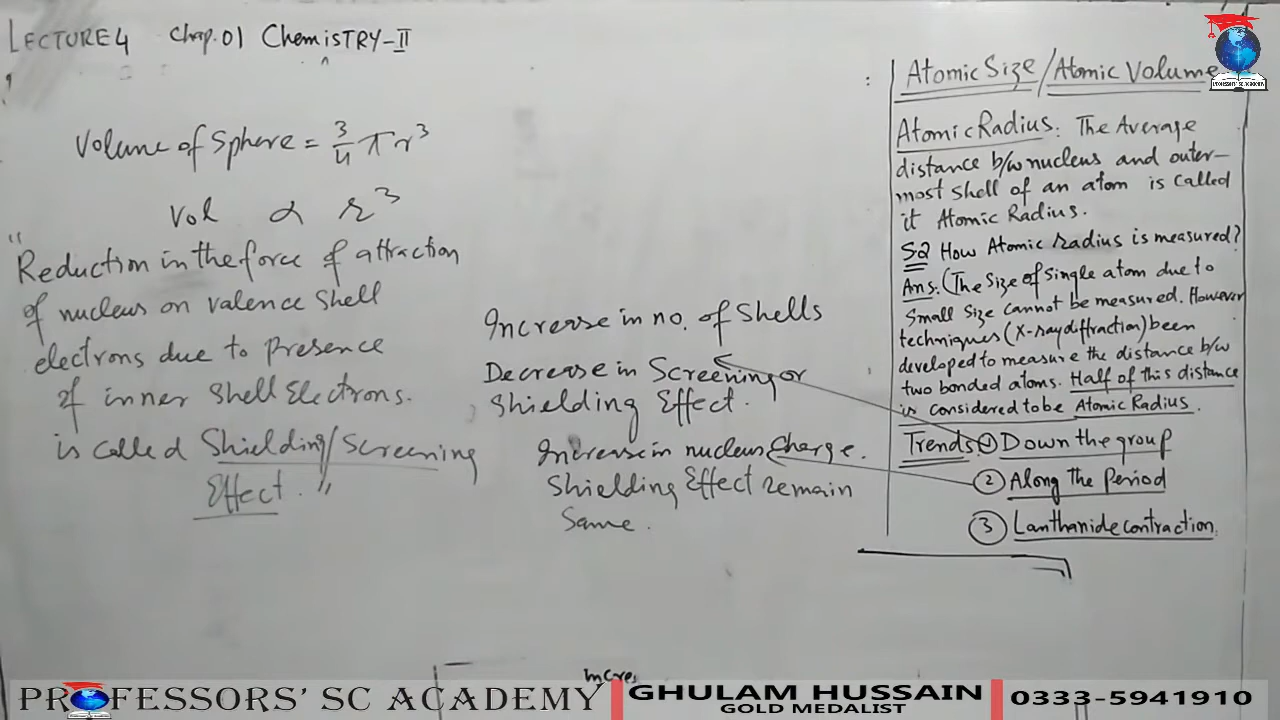 LECTURE 4 Chap.01 ChemisTRY-II
Volume of Sphere = 3/4 π r³
Vol ∝ r³
"Reduction in the force of attraction
of nucleus on valence shell
electrons due to Presence
of inner Shell Electrons.
is called Shielding/Screening
Effect."
Increase in no. of Shells
Decrease in Screening or
Shielding Effect.
Increase in nucleus Charge.
Shielding Effect remain
Same.
Atomic Size/Atomic Volume
Atomic Radius: The Average
distance b/w nucleus and outer-
most shell of an atom is called
it Atomic Radius.
SQ How Atomic radius is measured?
Ans. (The Size of Single atom due to
Small Size cannot be measured. However
techniques (X-ray diffraction) been
developed to measure the distance b/w
two bonded atoms. Half of this distance
is considered to be Atomic Radius.
Trends ① Down the group
② Along The Period
③ Lanthanide contraction.
Incres
PROFESSORS' SC ACADEMY
PROFESSORS' SC ACADEMY
GHULAM HUSSAIN
GOLD MEDALIST
0333-5941910